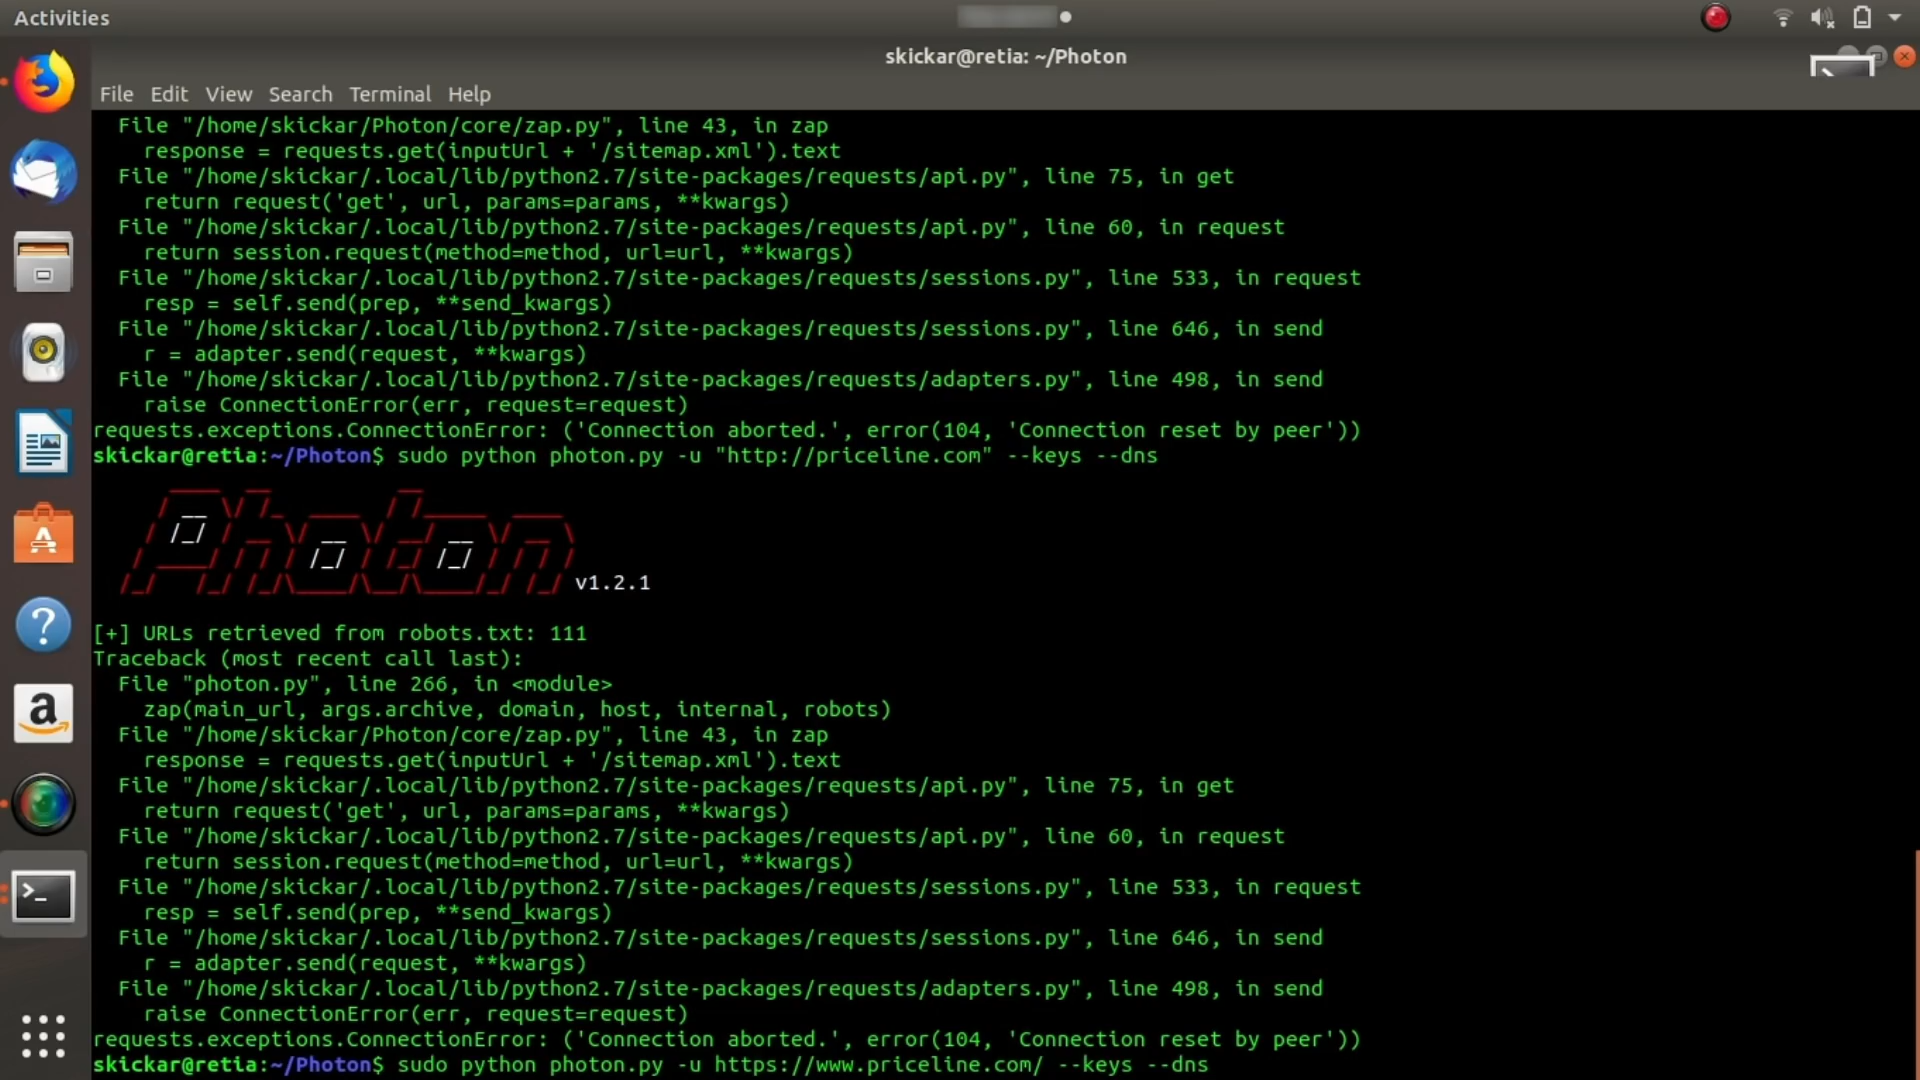 Activities
skickar@retia: ~/Photon
File Edit View Search Terminal Help
File "/home/skickar/Photon/core/zap.py", line 43, in zap
response = requests.get(inputUrl + '/sitemap.xml').text
File "/home/skickar/.local/lib/python2.7/site-packages/requests/api.py", line 75, in get
return request('get', url, params=params, **kwargs)
File "/home/skickar/.local/lib/python2.7/site-packages/requests/api.py", line 60, in request
return session.request(method=method, url=url, **kwargs)
File "/home/skickar/.local/lib/python2.7/site-packages/requests/sessions.py", line 533, in request
resp = self.send(prep, **send_kwargs)
File "/home/skickar/.local/lib/python2.7/site-packages/requests/sessions.py", line 646, in send
r = adapter.send(request, **kwargs)
File "/home/skickar/.local/lib/python2.7/site-packages/requests/adapters.py", line 498, in send
raise ConnectionError(err, request=request)
requests.exceptions.ConnectionError: ('Connection aborted.', error(104, 'Connection reset by peer'))
skickar@retia:~/Photon$ sudo python photon.py -u "http://priceline.com" --keys --dns
Photon
v1.2.1
[+] URLs retrieved from robots.txt: 111
Traceback (most recent call last):
File "photon.py", line 266, in <module>
zap(main_url, args.archive, domain, host, internal, robots)
File "/home/skickar/Photon/core/zap.py", line 43, in zap
response = requests.get(inputUrl + '/sitemap.xml').text
File "/home/skickar/.local/lib/python2.7/site-packages/requests/api.py", line 75, in get
return request('get', url, params=params, **kwargs)
File "/home/skickar/.local/lib/python2.7/site-packages/requests/api.py", line 60, in request
return session.request(method=method, url=url, **kwargs)
File "/home/skickar/.local/lib/python2.7/site-packages/requests/sessions.py", line 533, in request
resp = self.send(prep, **send_kwargs)
File "/home/skickar/.local/lib/python2.7/site-packages/requests/sessions.py", line 646, in send
r = adapter.send(request, **kwargs)
File "/home/skickar/.local/lib/python2.7/site-packages/requests/adapters.py", line 498, in send
raise ConnectionError(err, request=request)
requests.exceptions.ConnectionError: ('Connection aborted.', error(104, 'Connection reset by peer'))
skickar@retia:~/Photon$ sudo python photon.py -u https://www.priceline.com/ --keys --dns